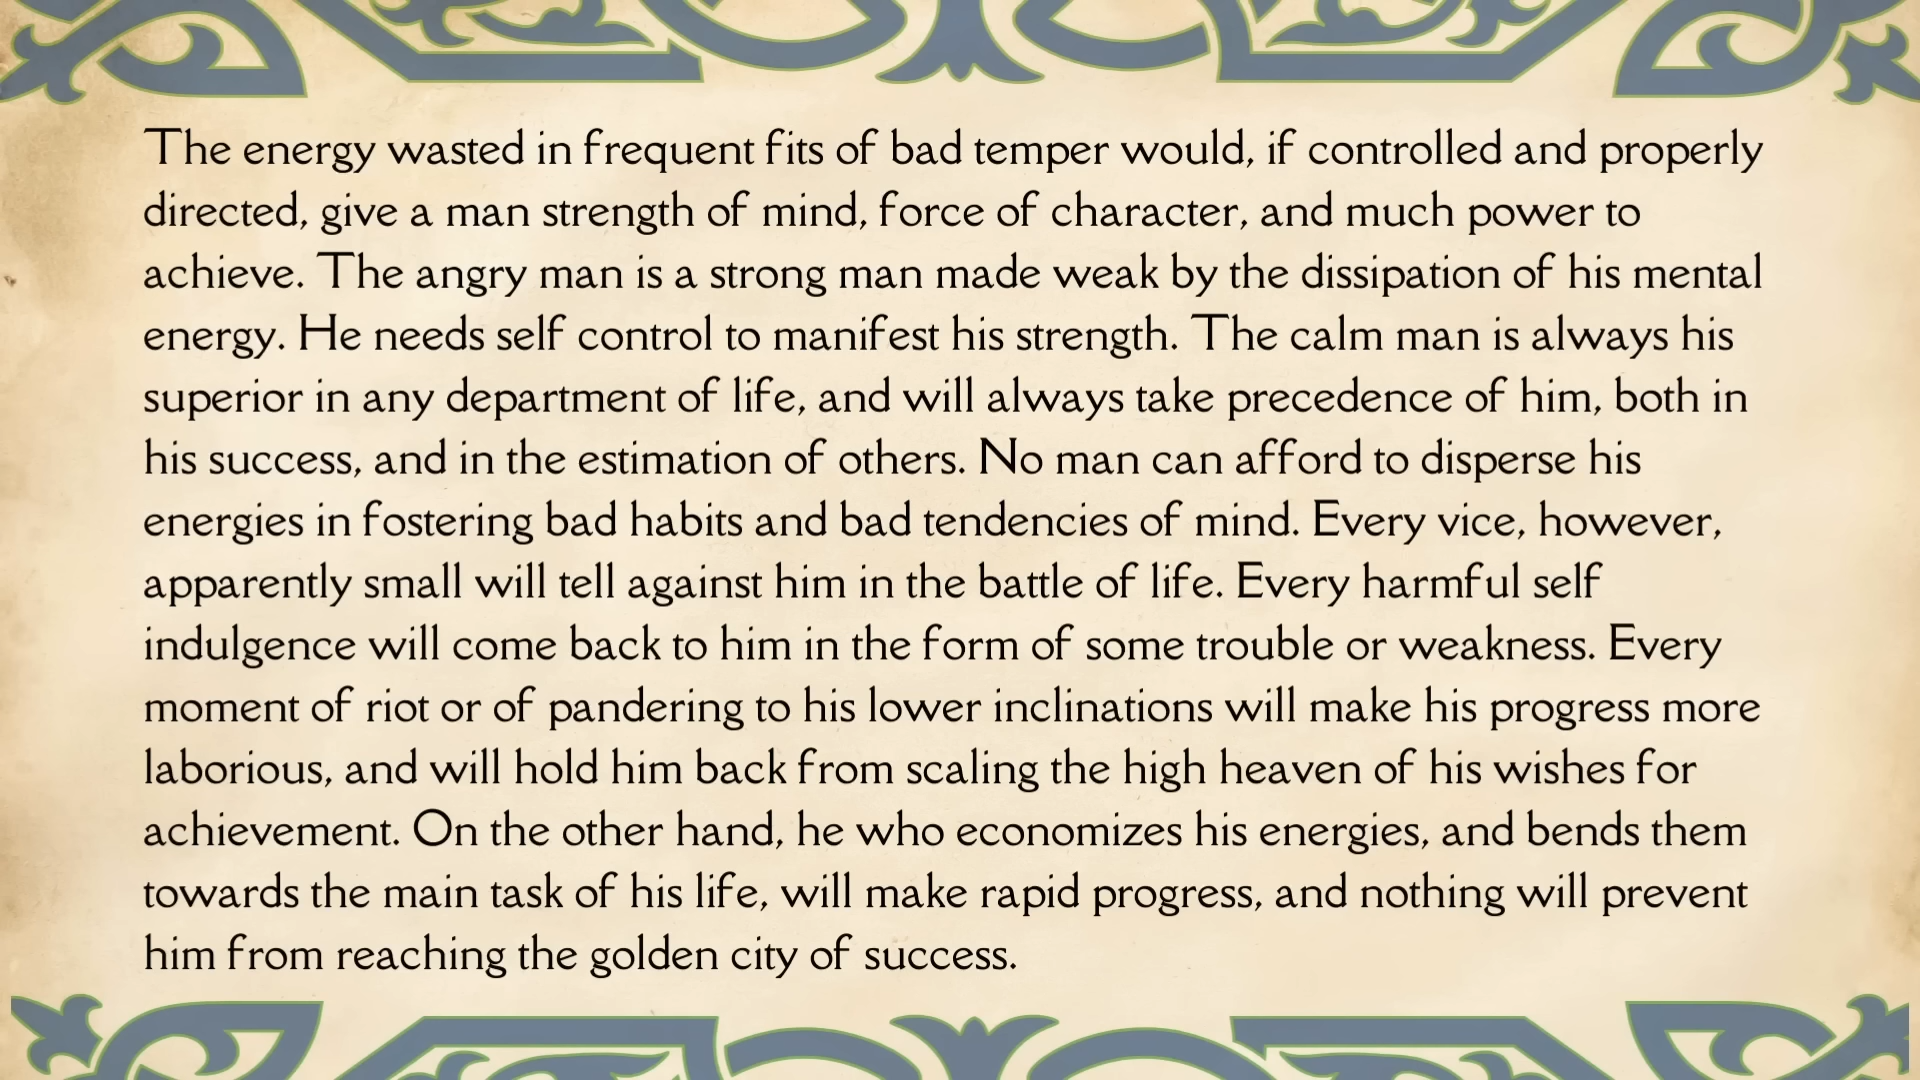 The energy wasted in frequent fits of bad temper would, if controlled and properly
directed, give a man strength of mind, force of character, and much power to
achieve. The angry man is a strong man made weak by the dissipation of his mental
energy. He needs self control to manifest his strength. The calm man is always his
superior in any department of life, and will always take precedence of him, both in
his success, and in the estimation of others. No man can afford to disperse his
energies in fostering bad habits and bad tendencies of mind. Every vice, however,
apparently small will tell against him in the battle of life. Every harmful self
indulgence will come back to him in the form of some trouble or weakness. Every
moment of riot or of pandering to his lower inclinations will make his progress more
laborious, and will hold him back from scaling the high heaven of his wishes for
achievement. On the other hand, he who economizes his energies, and bends them
towards the main task of his life, will make rapid progress, and nothing will prevent
him from reaching the golden city of success.